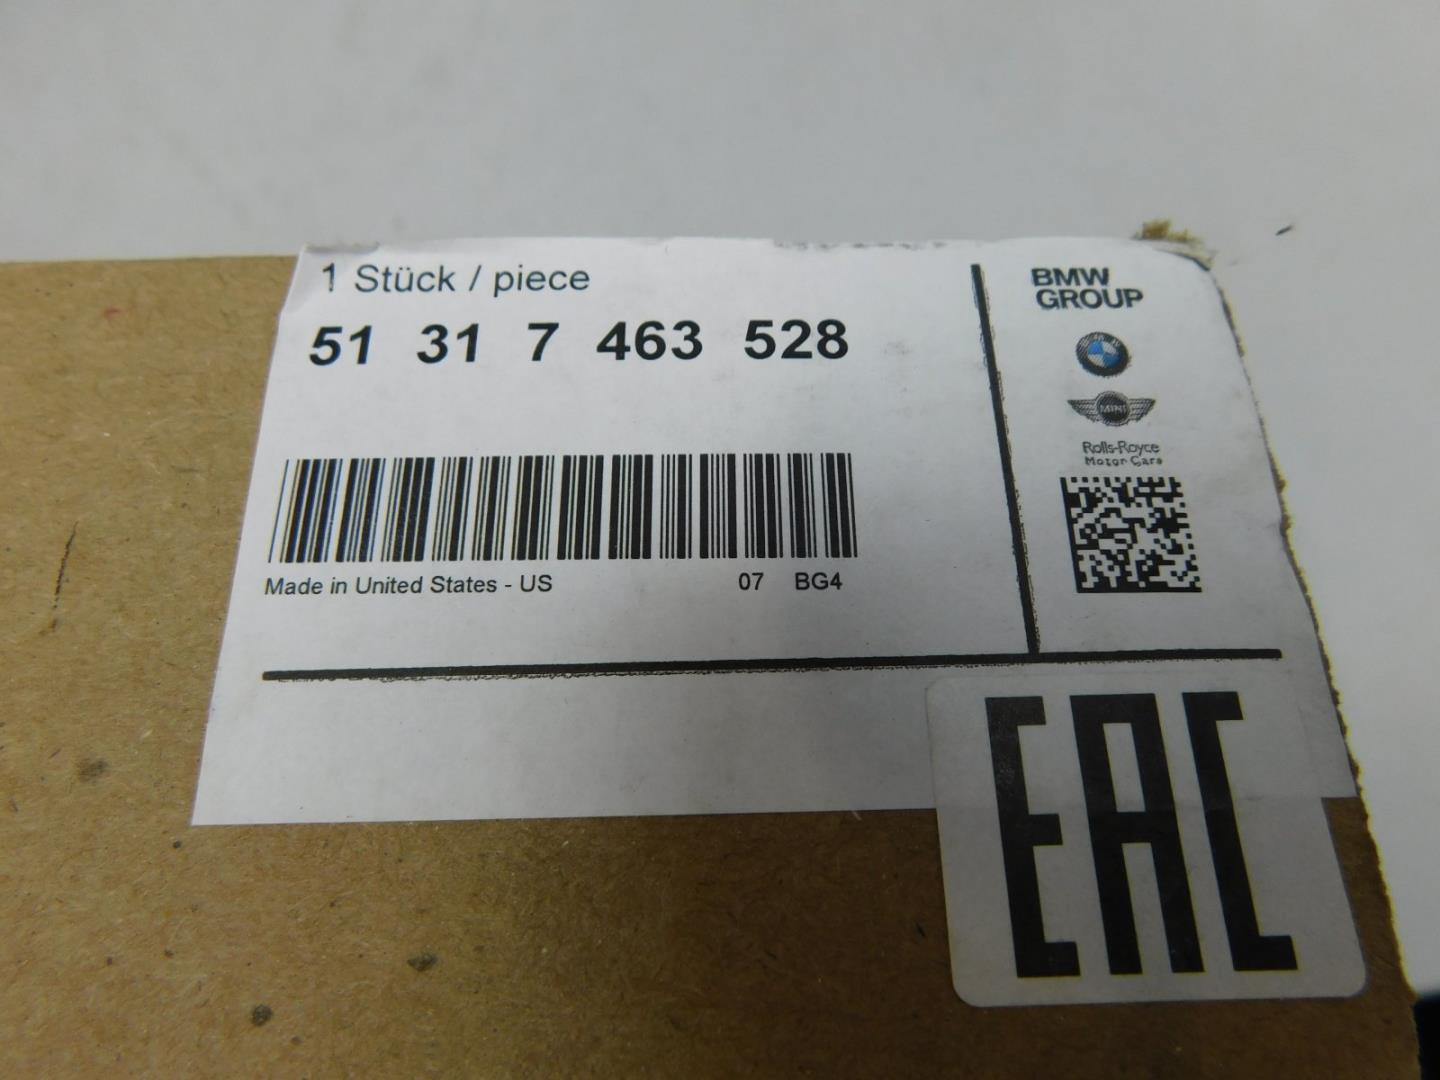 1 Stück / piece
51 31 7 463 528
Made in United States - US
07 BG4
BMW
GROUP
MINI
Rolls-Royce
Motor Cars
EAC